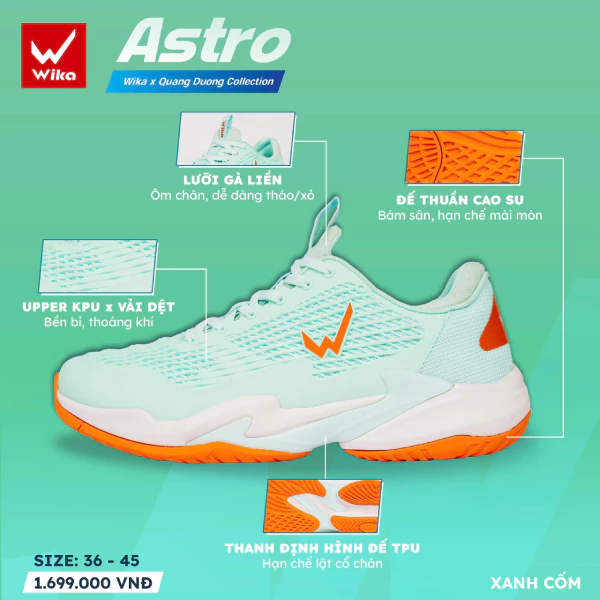 Wika
Astro
Wika x Quang Duong Collection
LƯỠI GÀ LIỀN
Ôm chân, dễ dàng tháo/xỏ
ĐẾ THUẦN CAO SU
Bám sân, hạn chế mài mòn
UPPER KPU x VẢI DỆT
Bền bỉ, thoáng khí
THANH ĐỊNH HÌNH ĐẾ TPU
Hạn chế lật cổ chân
SIZE: 36 - 45
1.699.000 VNĐ
XANH CỐM